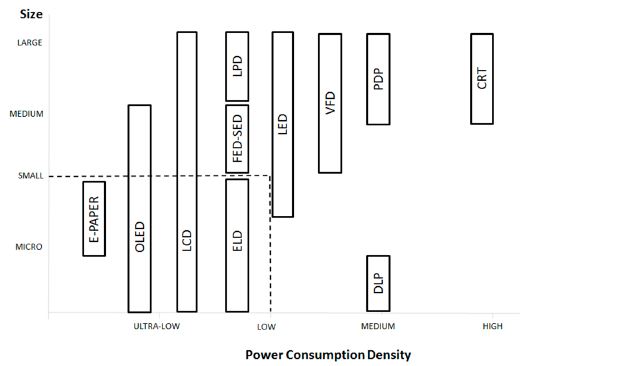 Size
LARGE
MEDIUM
SMALL
MICRO
E-PAPER
OLED
LCD
LPD
FED-SED
ELD
LED
VFD
PDP
DLP
CRT
ULTRA-LOW
LOW
MEDIUM
HIGH
Power Consumption Density